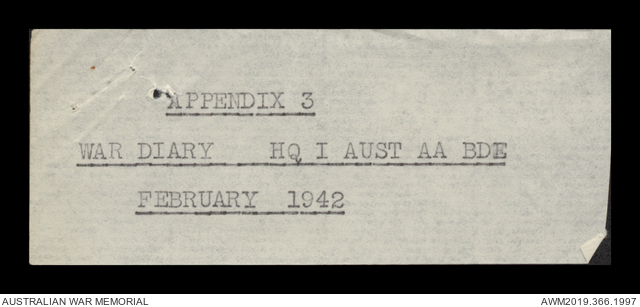 APPENDIX 3
WAR DIARY HQ I AUST AA BDE
FEBRUARY 1942
AUSTRALIAN WAR MEMORIAL
AWM2019.366.1997